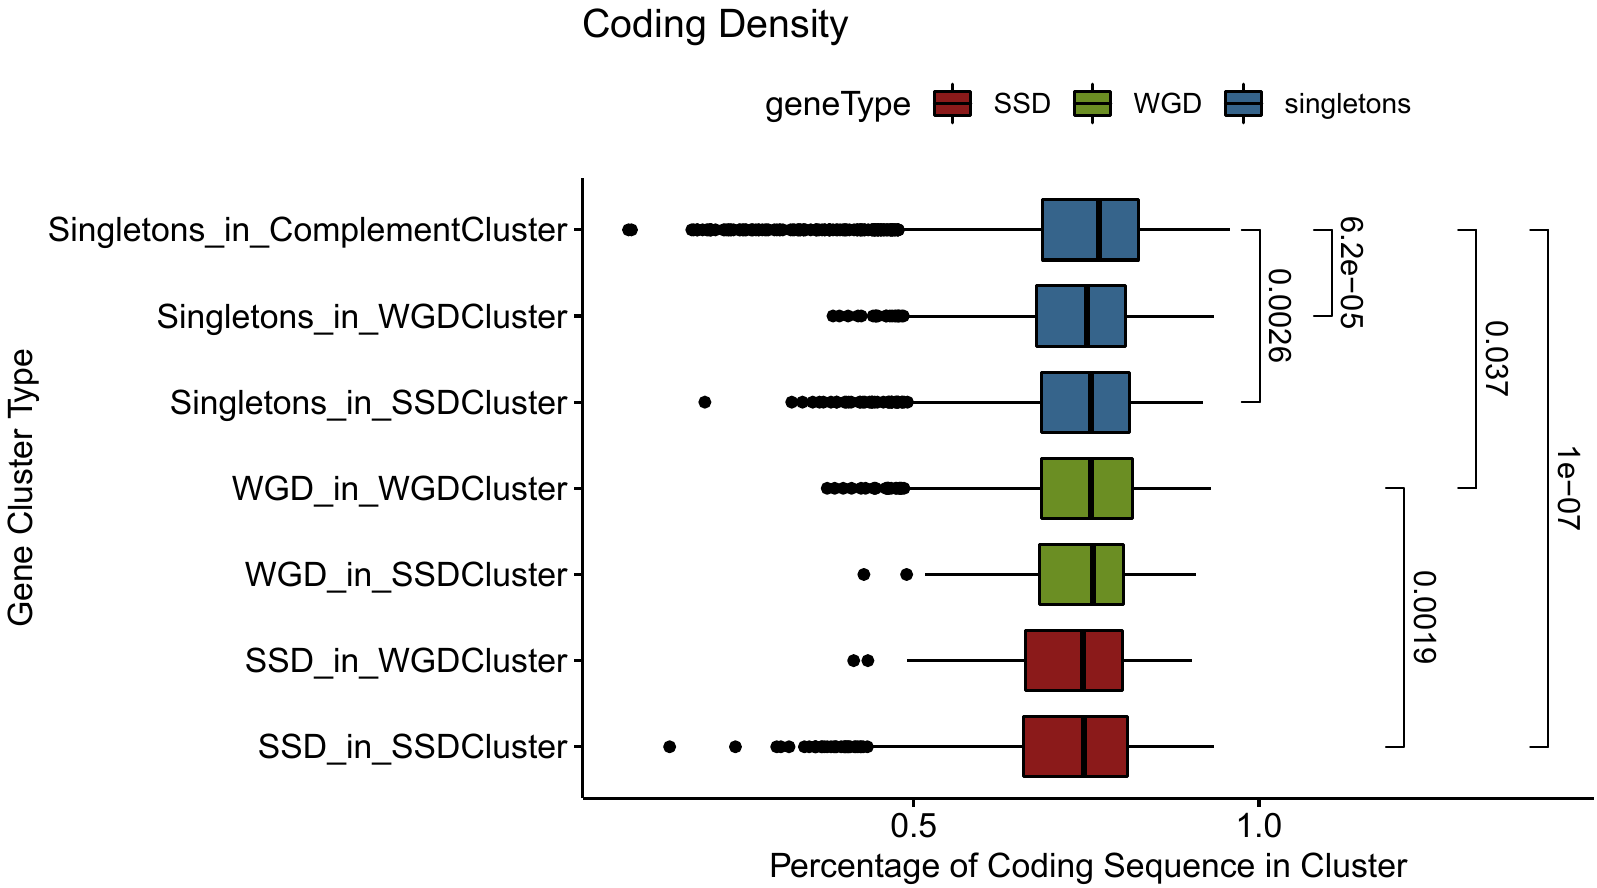 Coding Density
geneType SSD WGD singletons
Singletons_in_ComplementCluster
Singletons_in_WGDCluster
Singletons_in_SSDCluster
WGD_in_WGDCluster
WGD_in_SSDCluster
SSD_in_WGDCluster
SSD_in_SSDCluster
Gene Cluster Type
0.0026
6.2e−05
0.037
0.0019
1e−07
0.5 1.0
Percentage of Coding Sequence in Cluster